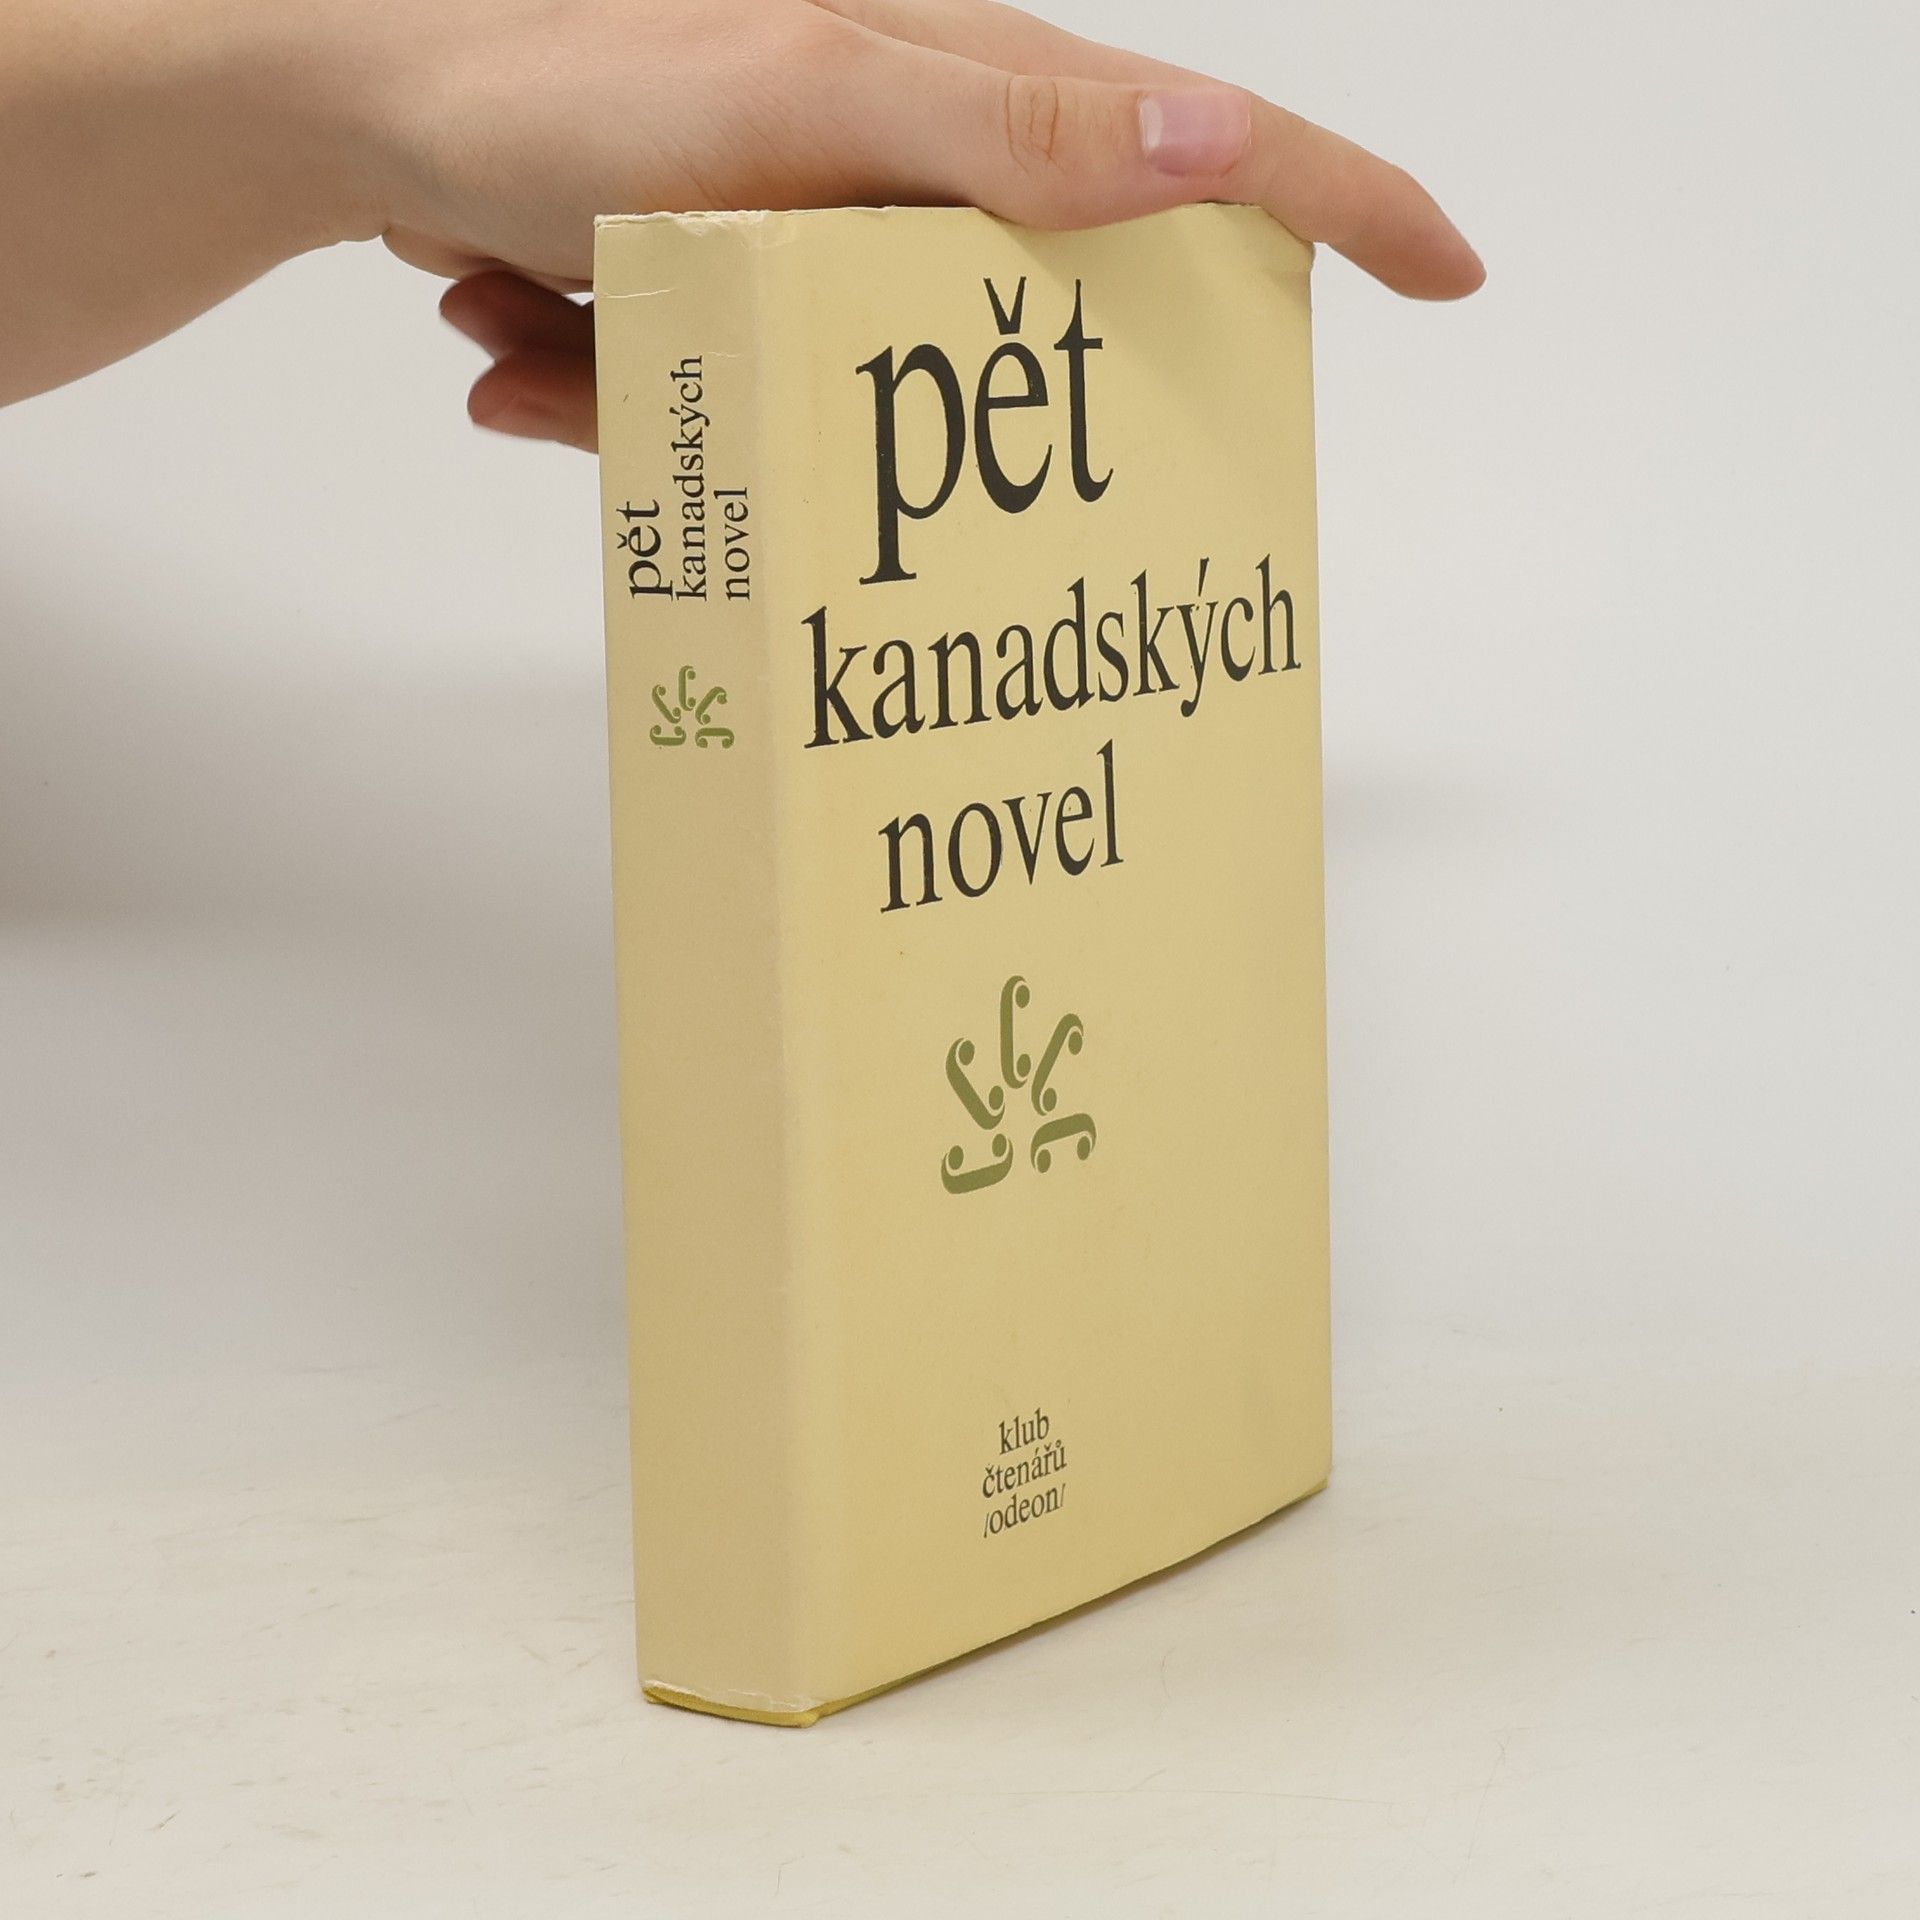 pět
kanadských
novel
pět
kanadských
novel
klub
čtenářů
/odeon/